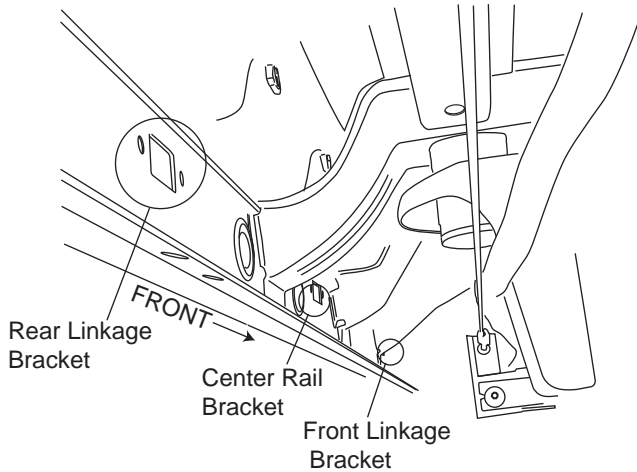 FRONT
Rear Linkage
Bracket
Center Rail
Bracket
Front Linkage
Bracket